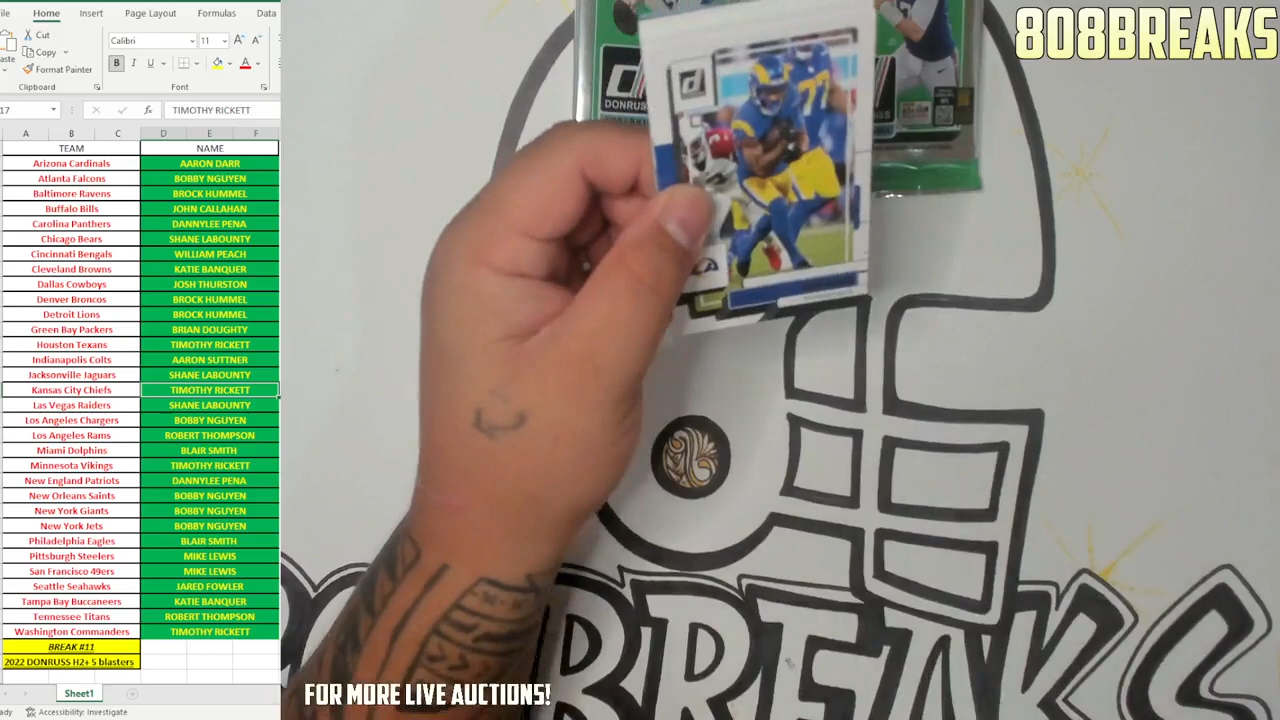 ile Home Insert Page Layout Formulas Data
Cut
Copy
Format Painter
Clipboard
Calibri 11
B I U
Font
17 TIMOTHY RICKETT
A B C D E F
TEAM NAME
Arizona Cardinals AARON DARR
Atlanta Falcons BOBBY NGUYEN
Baltimore Ravens BROCK HUMMEL
Buffalo Bills JOHN CALLAHAN
Carolina Panthers DANNYLEE PENA
Chicago Bears SHANE LABOUNTY
Cincinnati Bengals WILLIAM PEACH
Cleveland Browns KATIE BANQUER
Dallas Cowboys JOSH THURSTON
Denver Broncos BROCK HUMMEL
Detroit Lions BROCK HUMMEL
Green Bay Packers BRIAN DOUGHTY
Houston Texans TIMOTHY RICKETT
Indianapolis Colts AARON SUTTNER
Jacksonville Jaguars SHANE LABOUNTY
Kansas City Chiefs TIMOTHY RICKETT
Las Vegas Raiders SHANE LABOUNTY
Los Angeles Chargers BOBBY NGUYEN
Los Angeles Rams ROBERT THOMPSON
Miami Dolphins BLAIR SMITH
Minnesota Vikings TIMOTHY RICKETT
New England Patriots DANNYLEE PENA
New Orleans Saints BOBBY NGUYEN
New York Giants BOBBY NGUYEN
New York Jets BOBBY NGUYEN
Philadelphia Eagles BLAIR SMITH
Pittsburgh Steelers MIKE LEWIS
San Francisco 49ers MIKE LEWIS
Seattle Seahawks JARED FOWLER
Tampa Bay Buccaneers KATIE BANQUER
Tennessee Titans ROBERT THOMPSON
Washington Commanders TIMOTHY RICKETT
BREAK #11
2022 DONRUSS H2+ 5 blasters
Sheet1
ady Accessibility: Investigate
808BREAKS
DONRUSS
77
BREAKS
FOR MORE LIVE AUCTIONS!